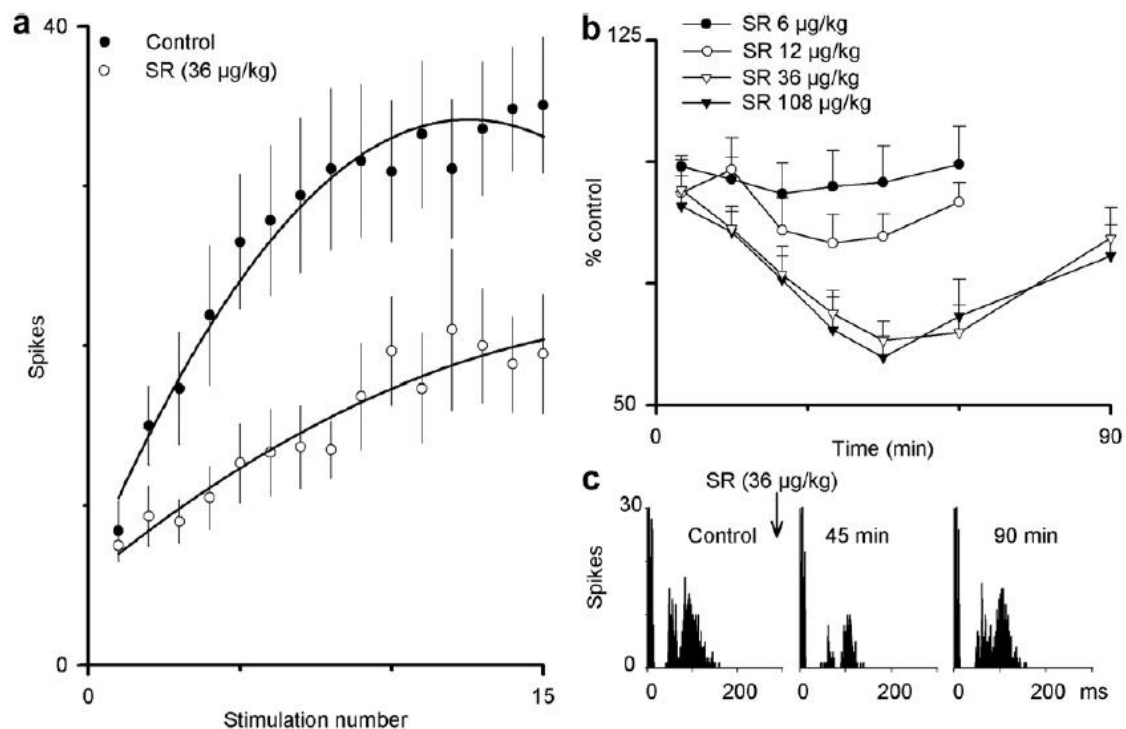 a
40
Control
SR (36 µg/kg)
Spikes
0
0
15
Stimulation number
b
125
SR 6 µg/kg
SR 12 µg/kg
SR 36 µg/kg
SR 108 µg/kg
% control
50
0
Time (min)
90
c
SR (36 µg/kg)
30
Control
45 min
90 min
Spikes
0
0 200 0 200 0 200 ms